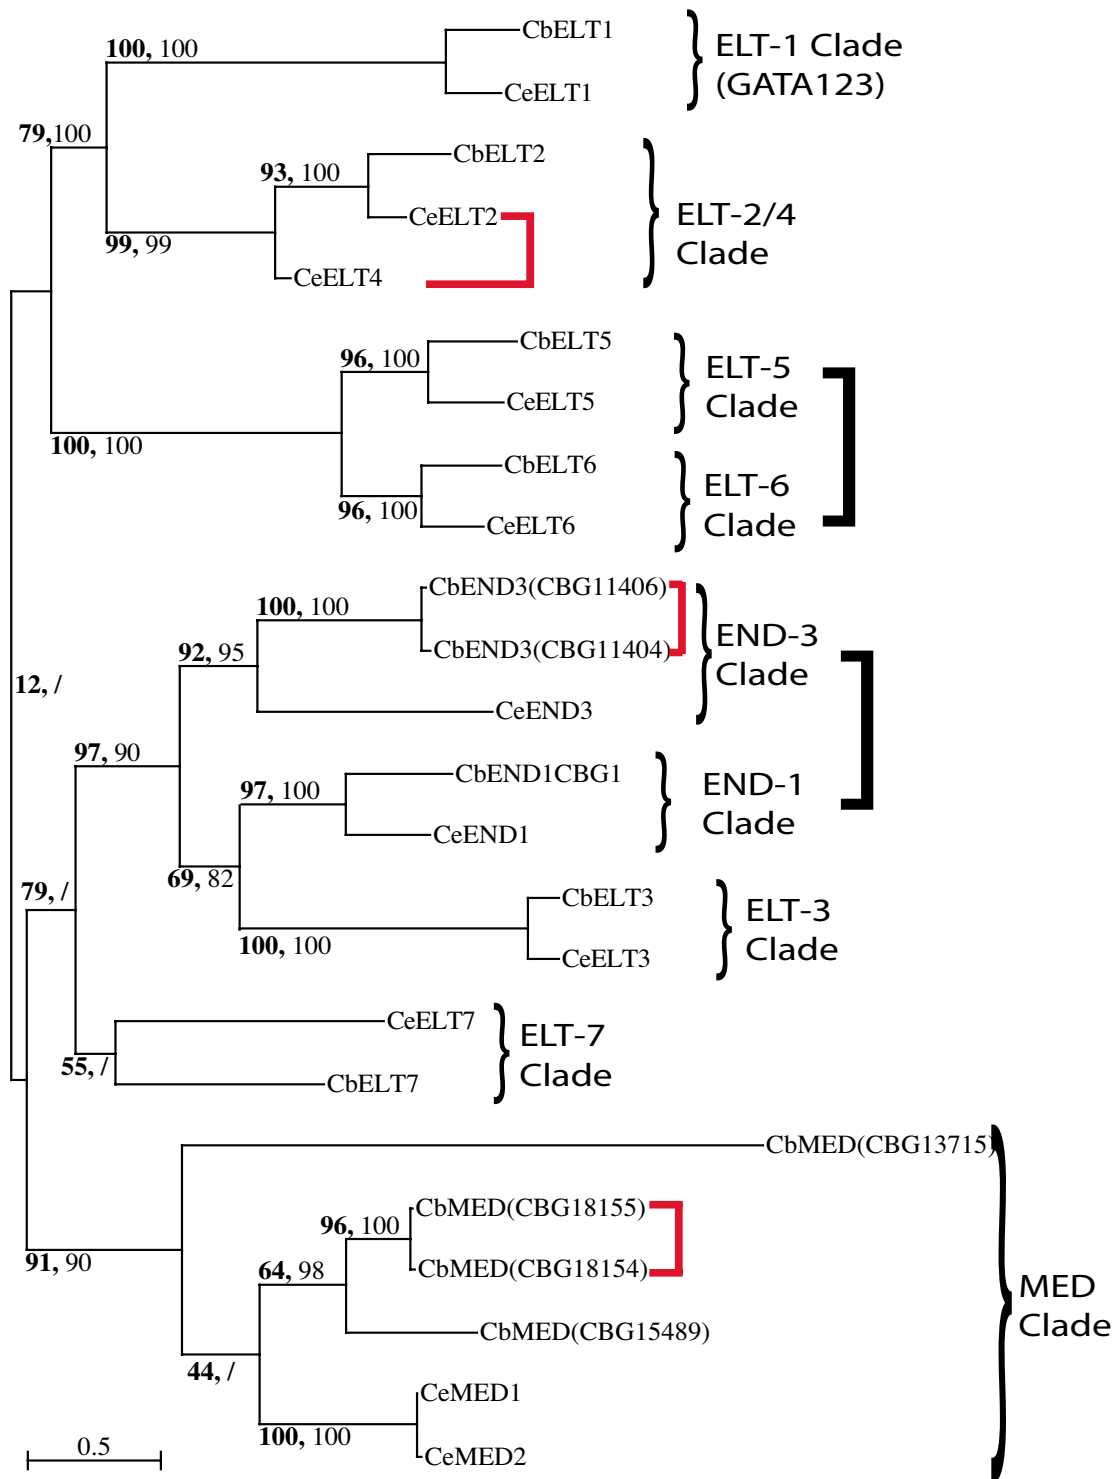 CbELT1
100, 100
ELT-1 Clade
(GATA123)
CeELT1
79,100
CbELT2
93, 100
CeELT2
ELT-2/4
Clade
99, 99
CeELT4
CbELT5
96, 100
ELT-5
Clade
CeELT5
100, 100
CbELT6
ELT-6
Clade
96, 100
CeELT6
CbEND3(CBG11406)
100, 100
END-3
Clade
92, 95
CbEND3(CBG11404)
12, /
CeEND3
97, 90
CbEND1CBG1
97, 100
END-1
Clade
CeEND1
69, 82
79, /
CbELT3
ELT-3
Clade
100, 100
CeELT3
CeELT7
ELT-7
Clade
55, /
CbELT7
CbMED(CBG13715)
CbMED(CBG18155)
96, 100
91, 90
64, 98
CbMED(CBG18154)
MED
Clade
CbMED(CBG15489)
44, /
CeMED1
100, 100
0.5
CeMED2